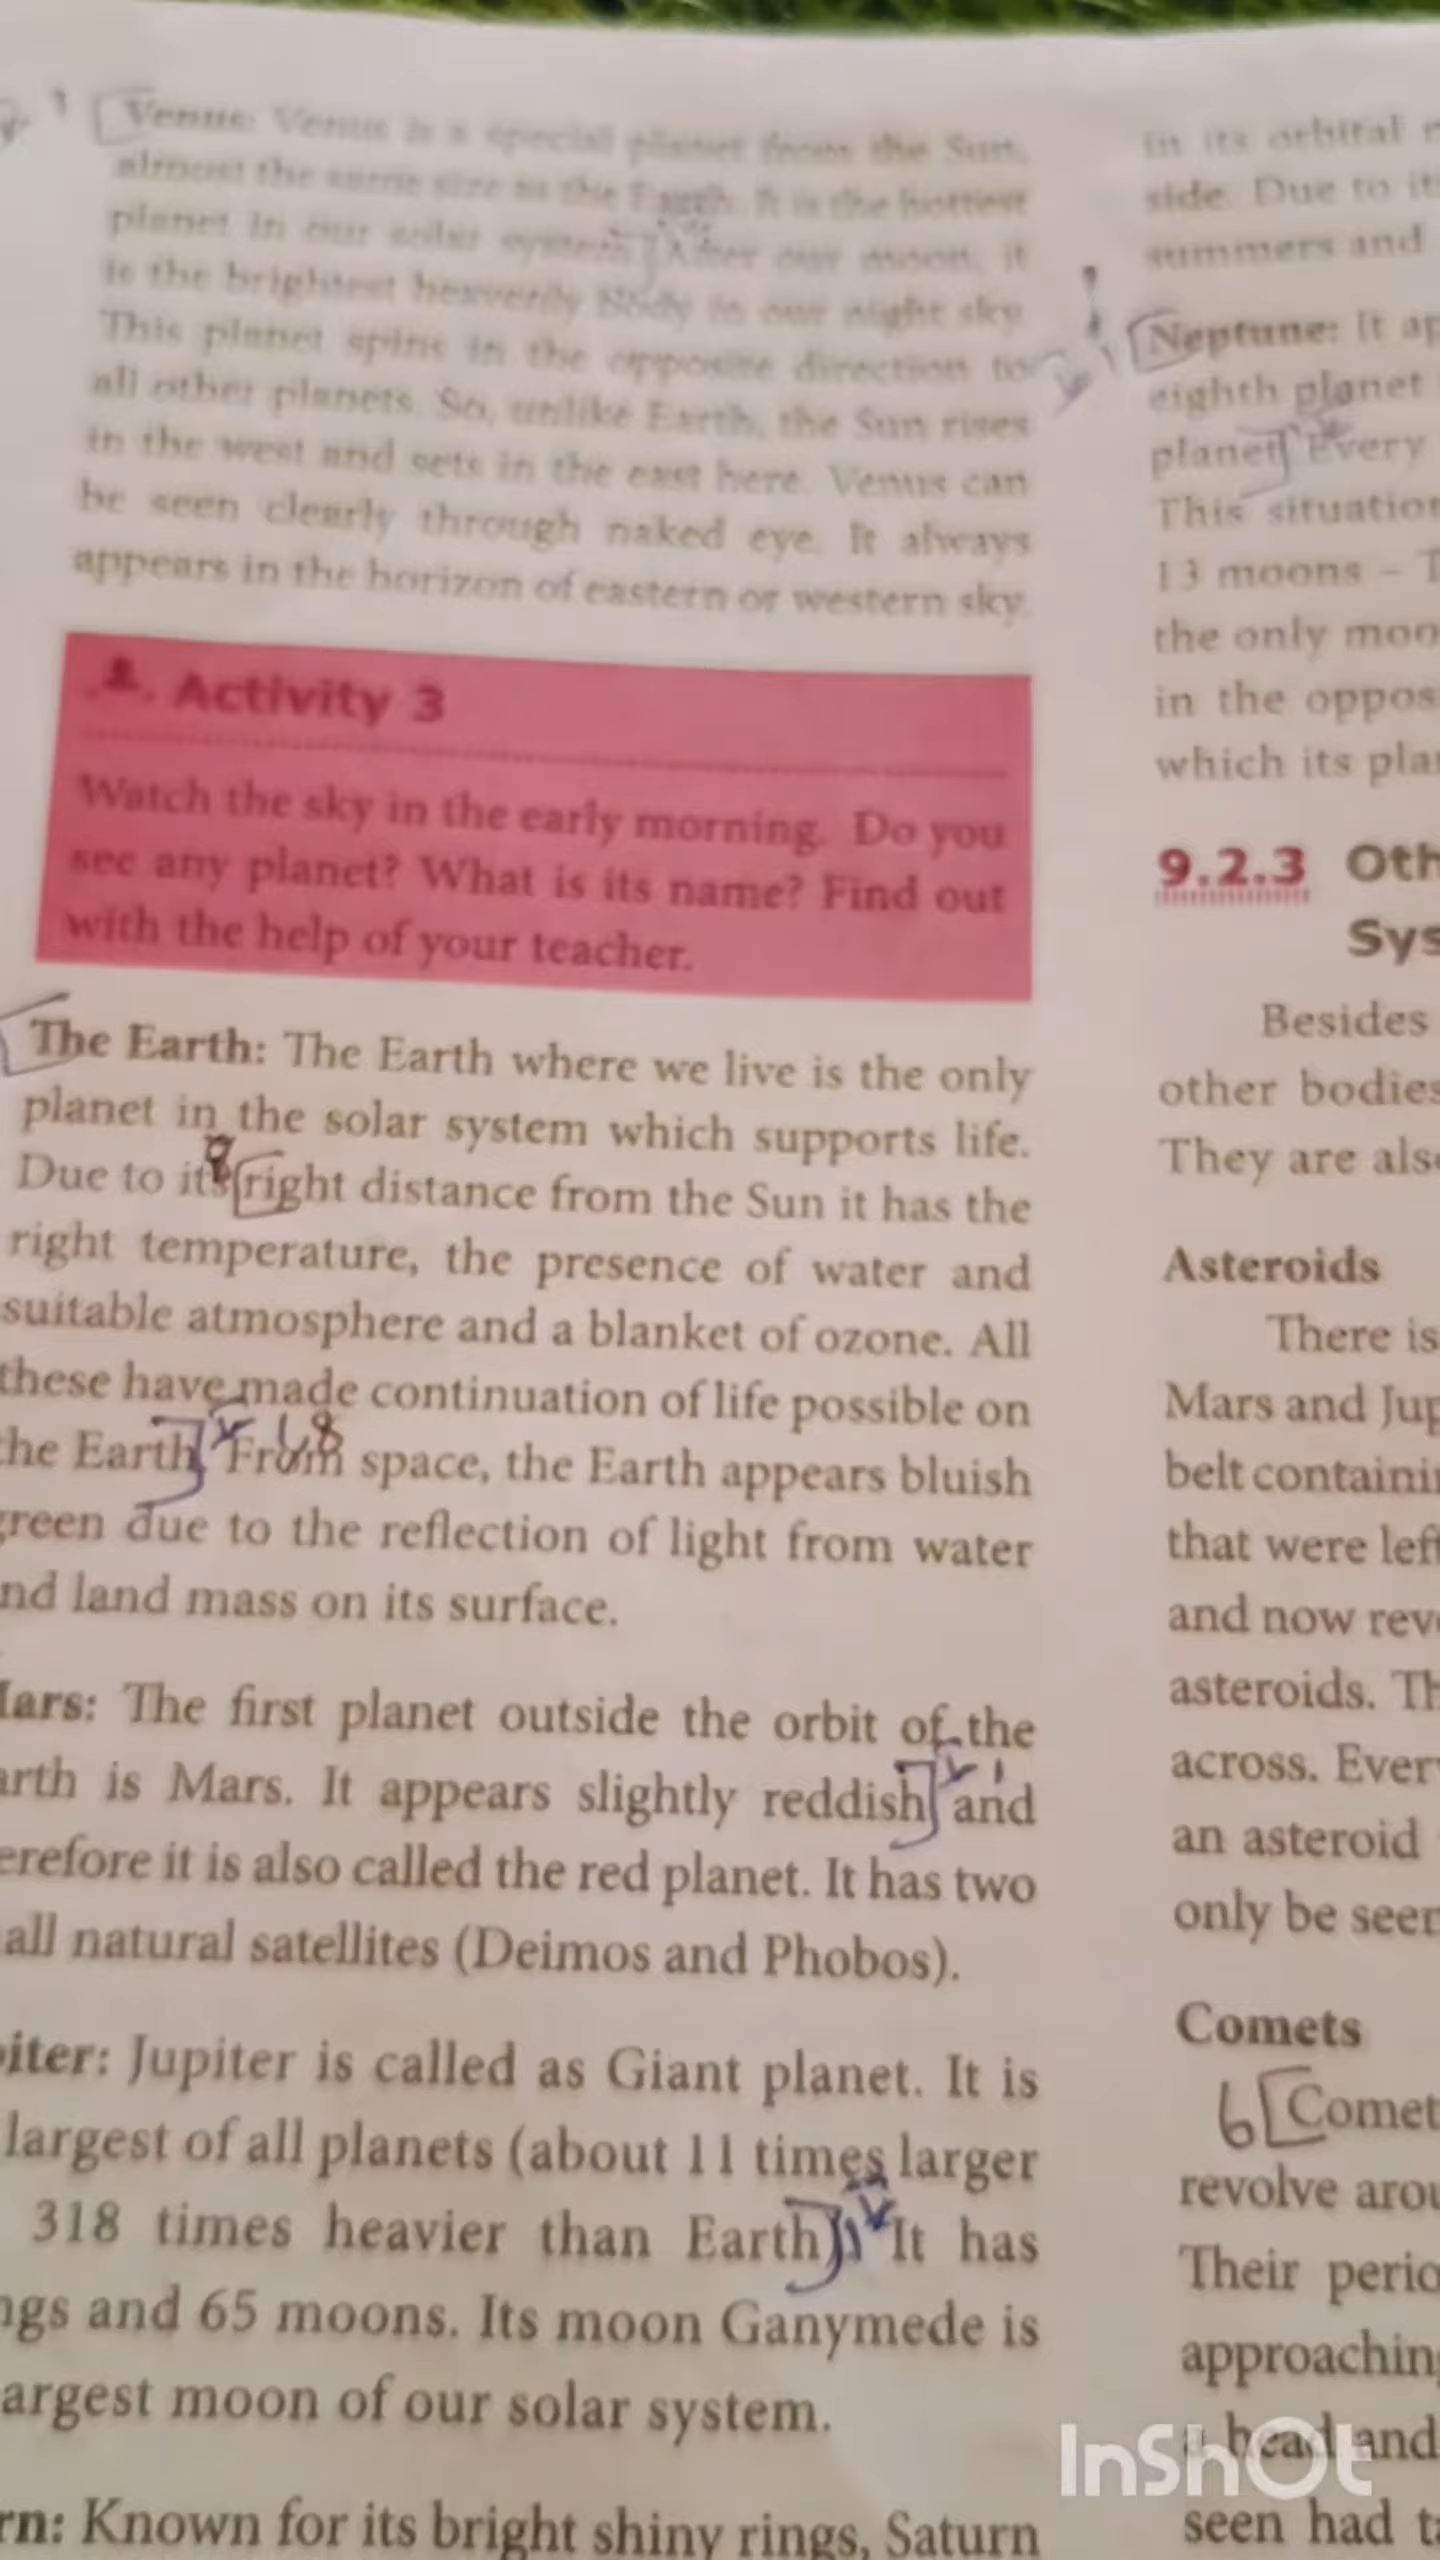 Venus: Venus is a special planet from the Sun,
almost the same size as the Earth. It is the hottest
planet in our solar system. After our moon, it
is the brightest heavenly body in our night sky.
This planet spins in the opposite direction to
all other planets. So, unlike Earth, the Sun rises
in the west and sets in the east here. Venus can
be seen clearly through naked eye. It always
appears in the horizon of eastern or western sky.
Activity 3
Watch the sky in the early morning. Do you
see any planet? What is its name? Find out
with the help of your teacher.
The Earth: The Earth where we live is the only
planet in the solar system which supports life.
8
Due to its right distance from the Sun it has the
right temperature, the presence of water and
suitable atmosphere and a blanket of ozone. All
these have made continuation of life possible on
8
the Earth. From space, the Earth appears bluish
green due to the reflection of light from water
nd land mass on its surface.
ars: The first planet outside the orbit of the
arth is Mars. It appears slightly reddish and
erefore it is also called the red planet. It has two
all natural satellites (Deimos and Phobos).
iter: Jupiter is called as Giant planet. It is
largest of all planets (about 11 times larger
318 times heavier than Earth). It has
ngs and 65 moons. Its moon Ganymede is
argest moon of our solar system.
rn: Known for its bright shiny rings, Saturn
in its orbital
side. Due to it
summers and
Neptune: It ap
eighth planet
planet. Every
This situation
13 moons – T
the only moo
in the oppos
which its pla
9.2.3 Oth
Sys
Besides
other bodies
They are als
Asteroids
There is
Mars and Jup
belt containi
that were left
and now rev
asteroids. Th
across. Ever
an asteroid
only be seen
Comets
6 Comet
revolve arou
Their perio
approaching
a head and
seen had ta
InShOt